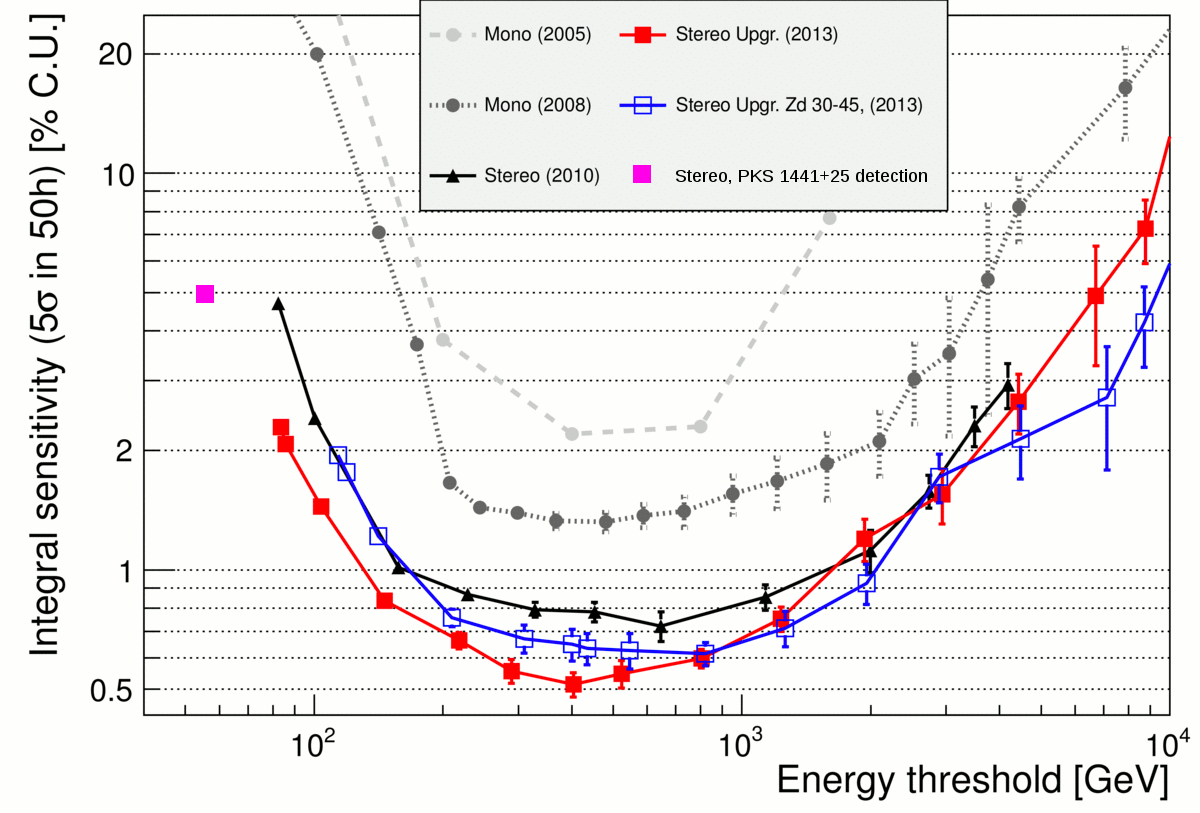 Mono (2005)
Stereo Upgr. (2013)
Mono (2008)
Stereo Upgr. Zd 30-45, (2013)
Stereo (2010)
Stereo, PKS 1441+25 detection
Integral sensitivity (5σ in 50h) [% C.U.]
20
10
2
1
0.5
10²
10³
10⁴
Energy threshold [GeV]